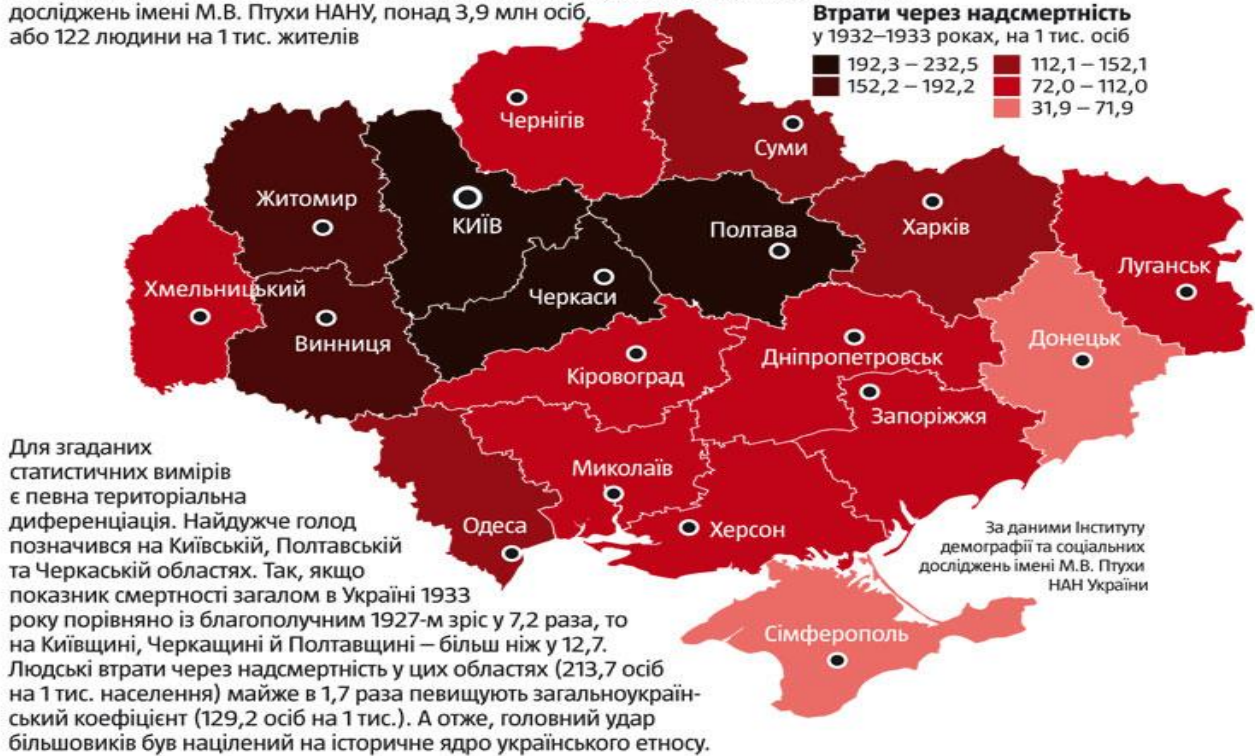 досліджень імені М.В. Птухи НАНУ, понад 3,9 млн осіб,
або 122 людини на 1 тис. жителів
Втрати через надсмертність
у 1932–1933 роках, на 1 тис. осіб
192,3 – 232,5
112,1 – 152,1
152,2 – 192,2
72,0 – 112,0
31,9 – 71,9
Чернігів
Суми
Житомир
КИЇВ
Полтава
Харків
Луганськ
Хмельницький
Черкаси
Винниця
Донецьк
Дніпропетровськ
Кіровоград
Запоріжжя
Миколаїв
Одеса
Херсон
Сімферополь
Для згаданих
статистичних вимірів
є певна територіальна
диференціація. Найдужче голод
позначився на Київській, Полтавській
та Черкаській областях. Так, якщо
показник смертності загалом в Україні 1933
року порівняно із благополучним 1927-м зріс у 7,2 раза, то
на Київщині, Черкащині й Полтавщині – більш ніж у 12,7.
Людські втрати через надсмертність у цих областях (213,7 осіб
на 1 тис. населення) майже в 1,7 раза певищують загальноукраїн-
ський коефіцієнт (129,2 осіб на 1 тис.). А отже, головний удар
більшовиків був націлений на історичне ядро українського етносу.
За даними Інституту
демографії та соціальних
досліджень імені М.В. Птухи
НАН України